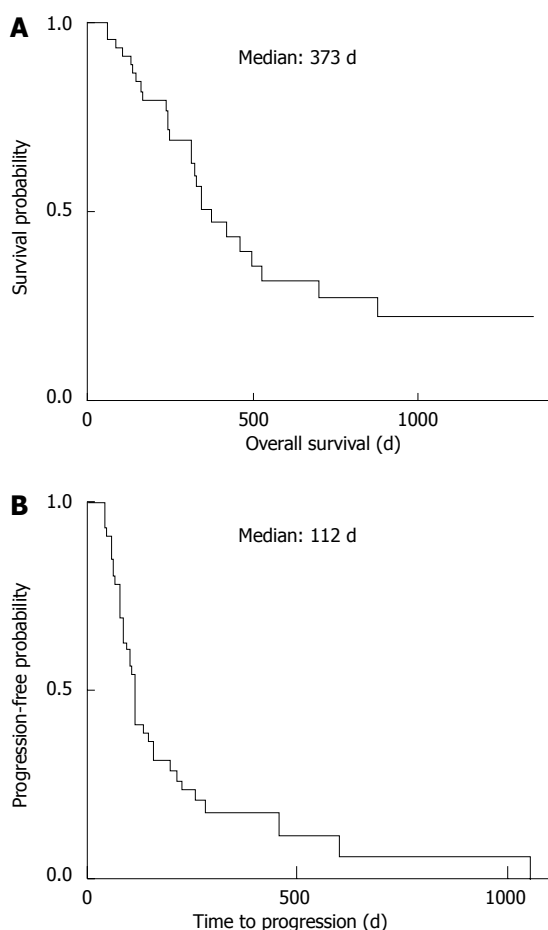 A
1.0
Median: 373 d
Survival probability
0.5
0.0
0 500 1000
Overall survival (d)
B
1.0
Median: 112 d
Progression-free probability
0.5
0.0
0 500 1000
Time to progression (d)